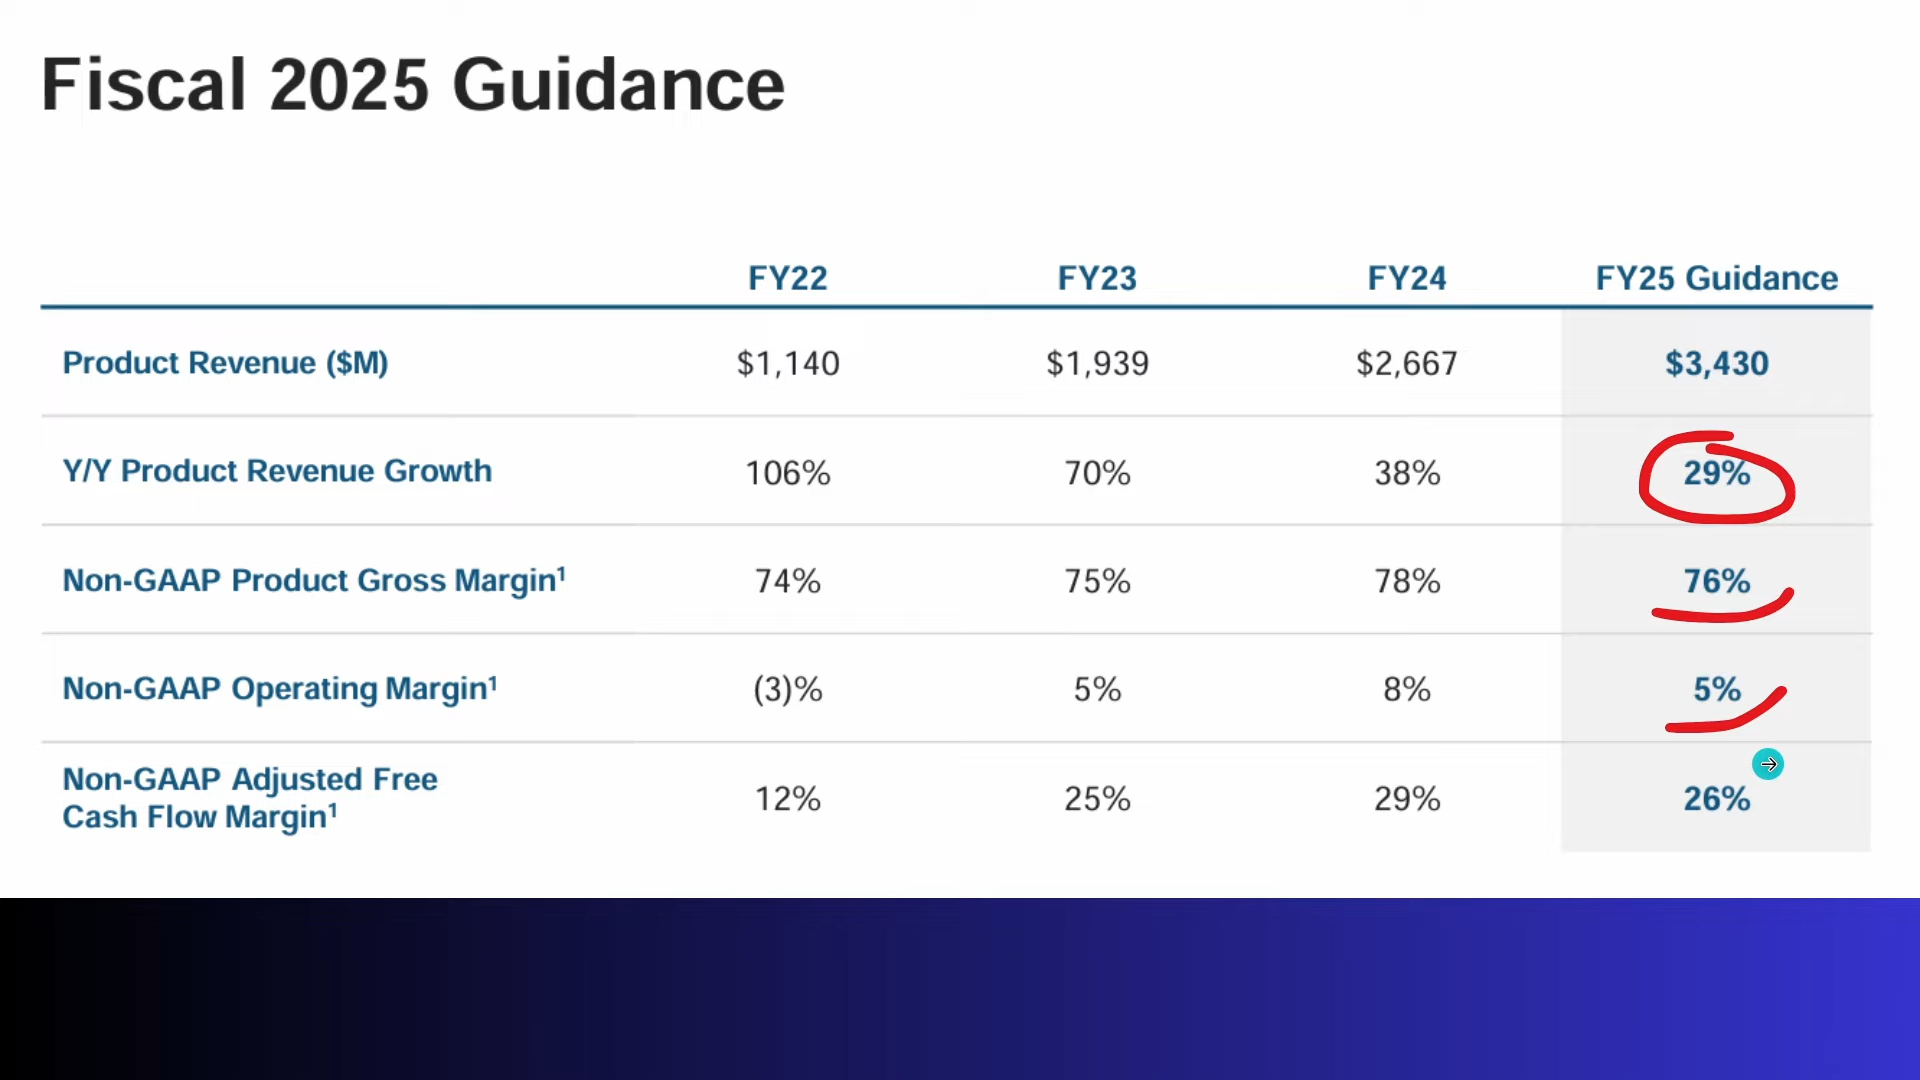 Fiscal 2025 Guidance
FY22 FY23 FY24 FY25 Guidance
Product Revenue ($M) $1,140 $1,939 $2,667 $3,430
Y/Y Product Revenue Growth 106% 70% 38% 29%
Non-GAAP Product Gross Margin¹ 74% 75% 78% 76%
Non-GAAP Operating Margin¹ (3)% 5% 8% 5%
Non-GAAP Adjusted Free
Cash Flow Margin¹ 12% 25% 29% 26%